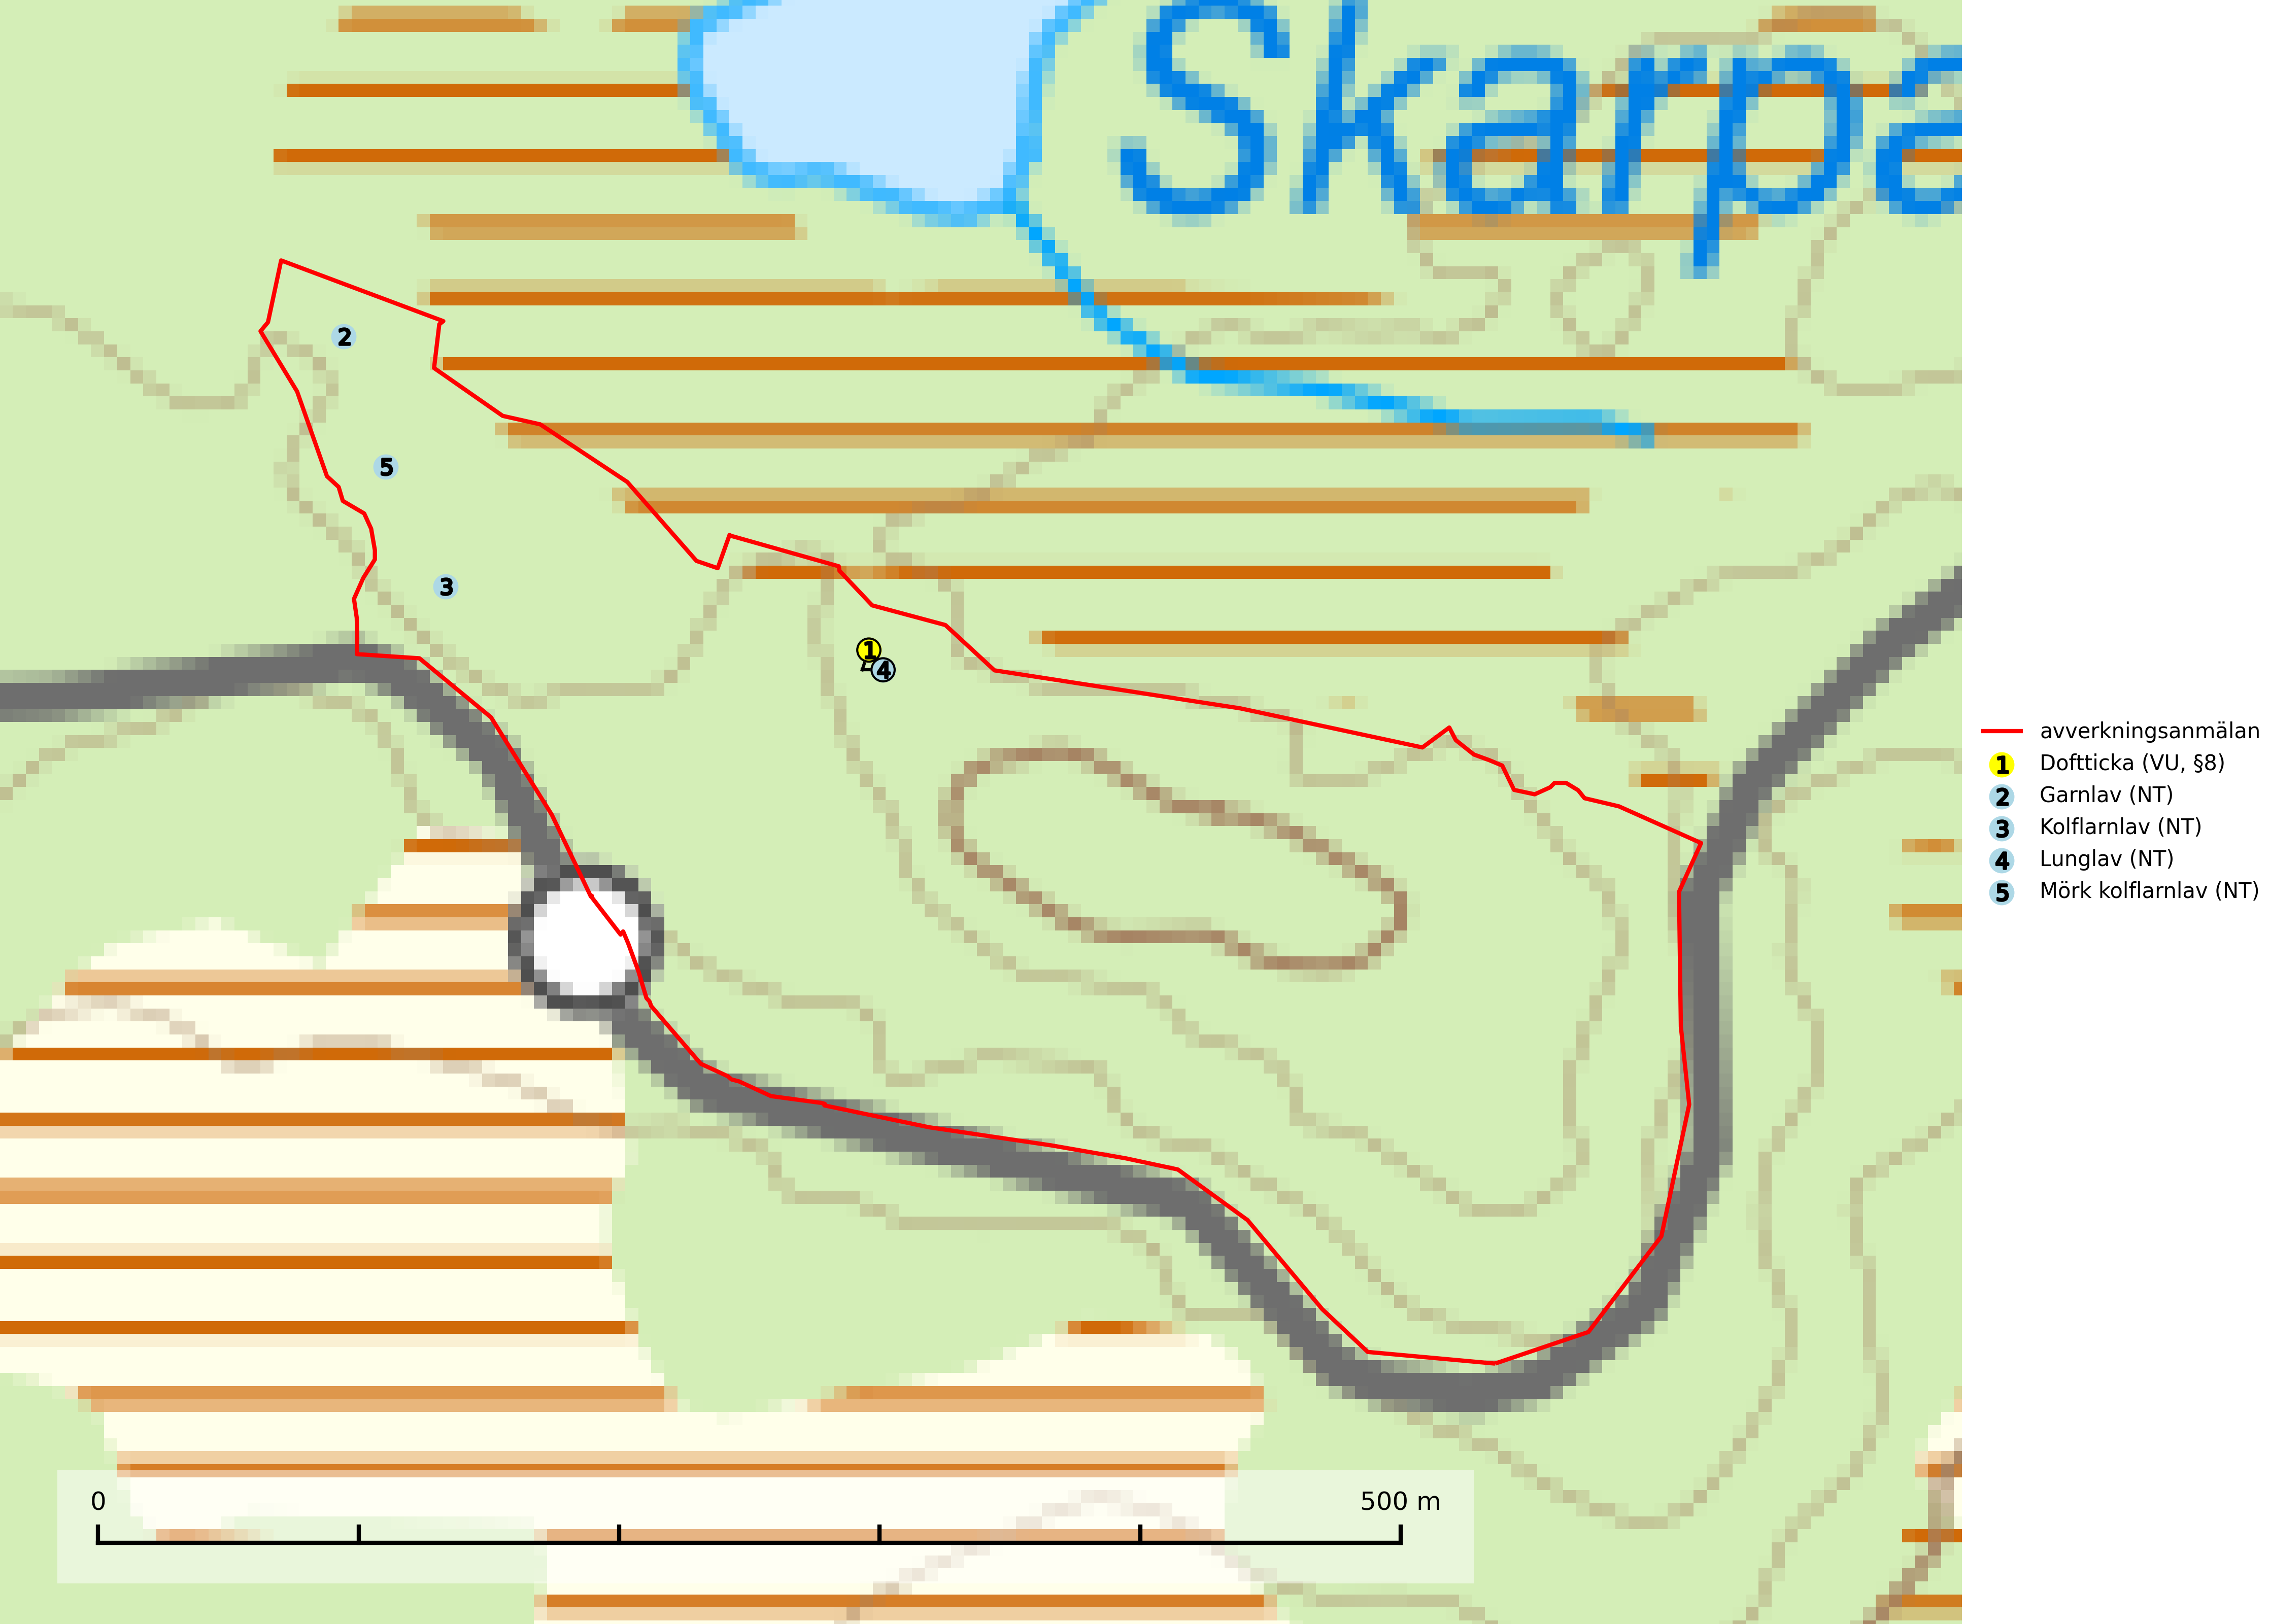 Skarpa
2
5
3
1
4
avverkningsanmälan
1 Doftticka (VU, §8)
2 Garnlav (NT)
3 Kolflarnlav (NT)
4 Lunglav (NT)
5 Mörk kolflarnlav (NT)
0 500 m